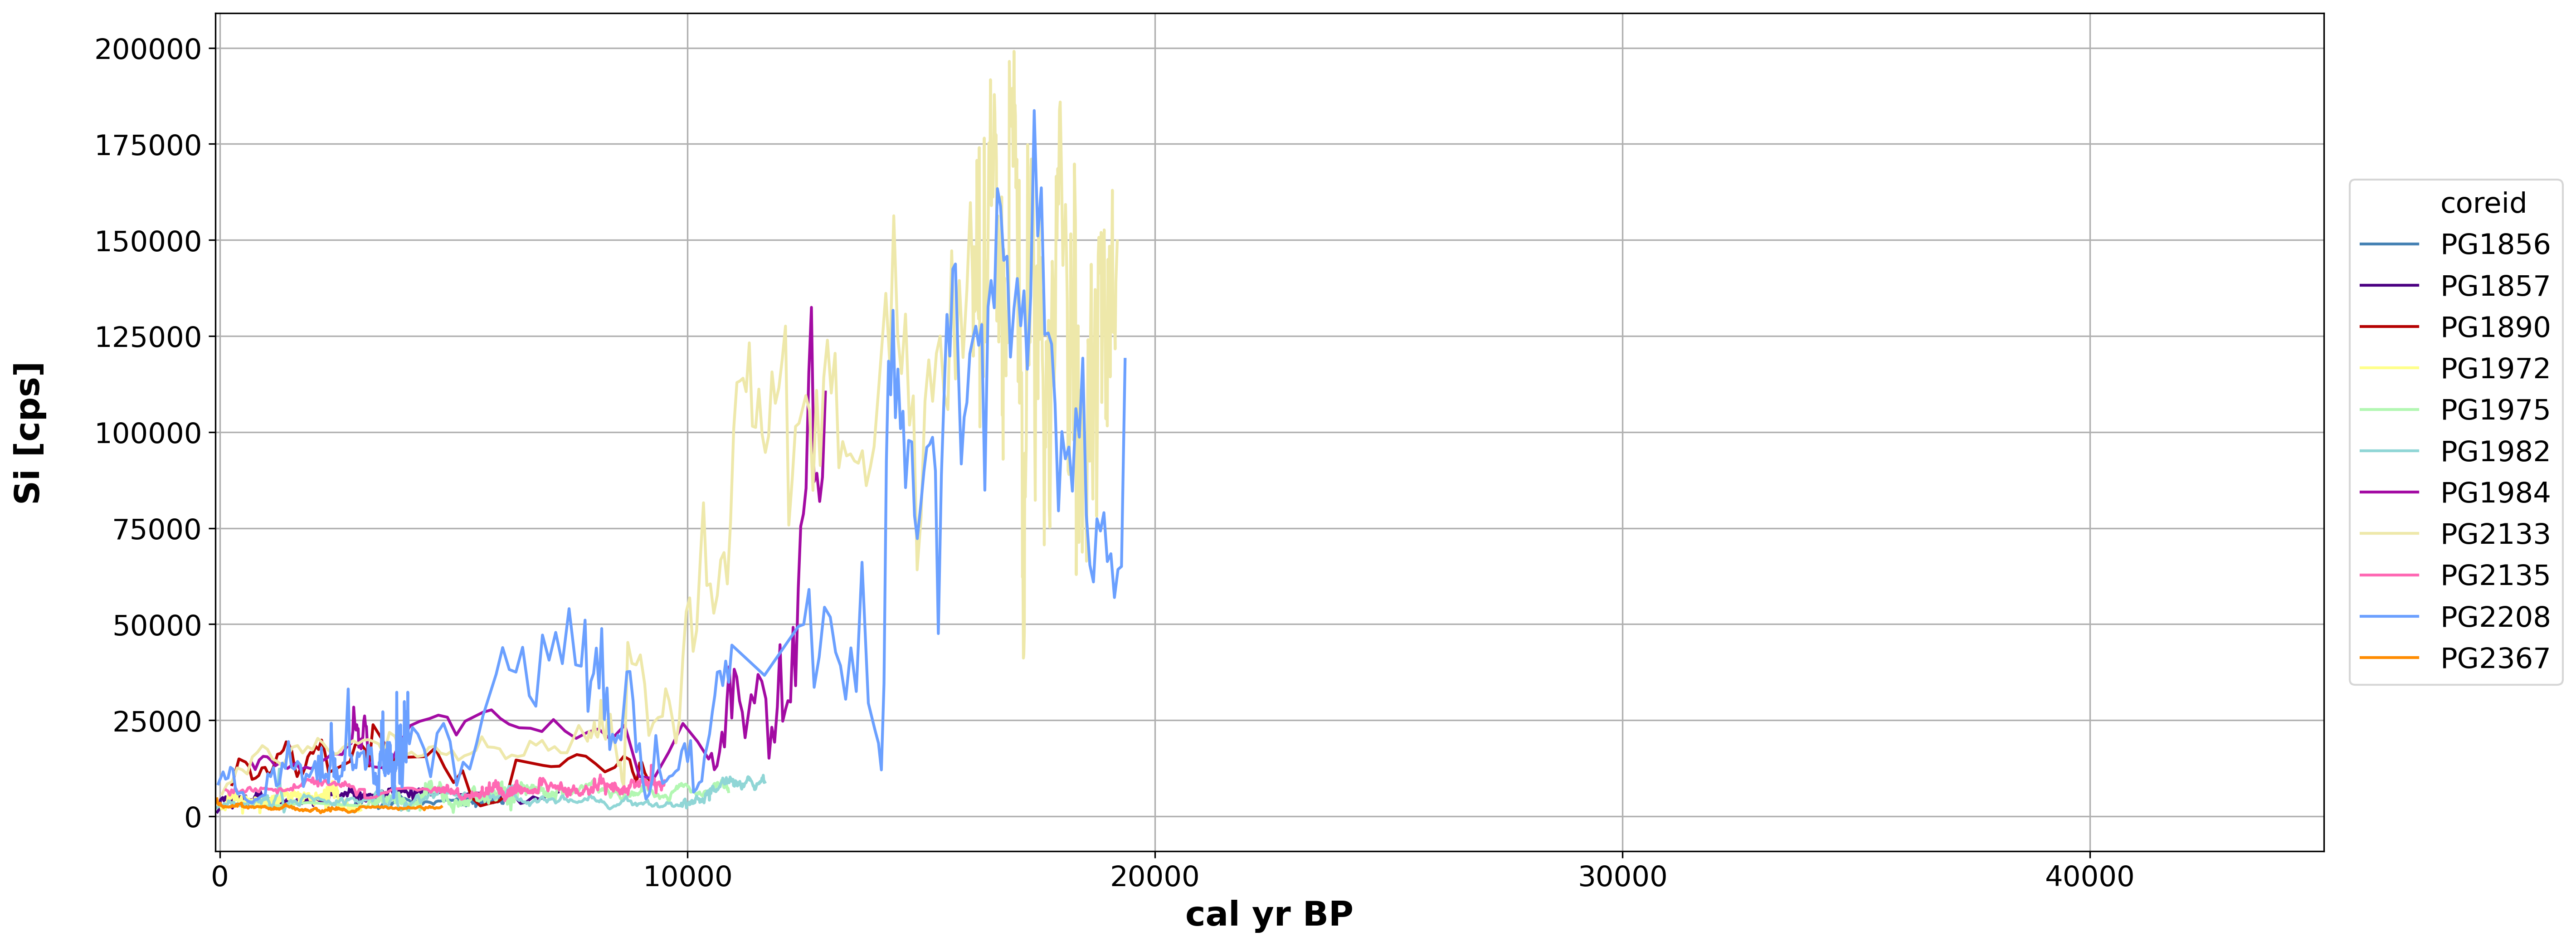 Si [cps]
200000
175000
150000
125000
100000
75000
50000
25000
0
0 10000 20000 30000 40000
cal yr BP
coreid
PG1856
PG1857
PG1890
PG1972
PG1975
PG1982
PG1984
PG2133
PG2135
PG2208
PG2367